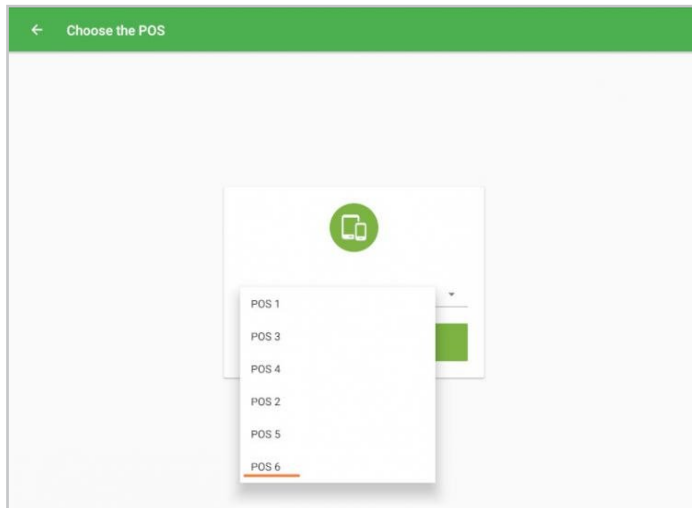 Choose the POS
POS 1
POS 3
POS 4
POS 2
POS 5
POS 6